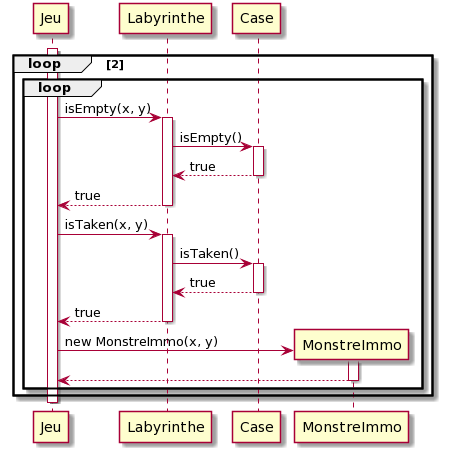 Jeu Labyrinthe Case
loop [2]
loop
isEmpty(x, y)
isEmpty()
true
true
isTaken(x, y)
isTaken()
true
true
new MonstreImmo(x, y)
MonstreImmo
Jeu Labyrinthe Case MonstreImmo